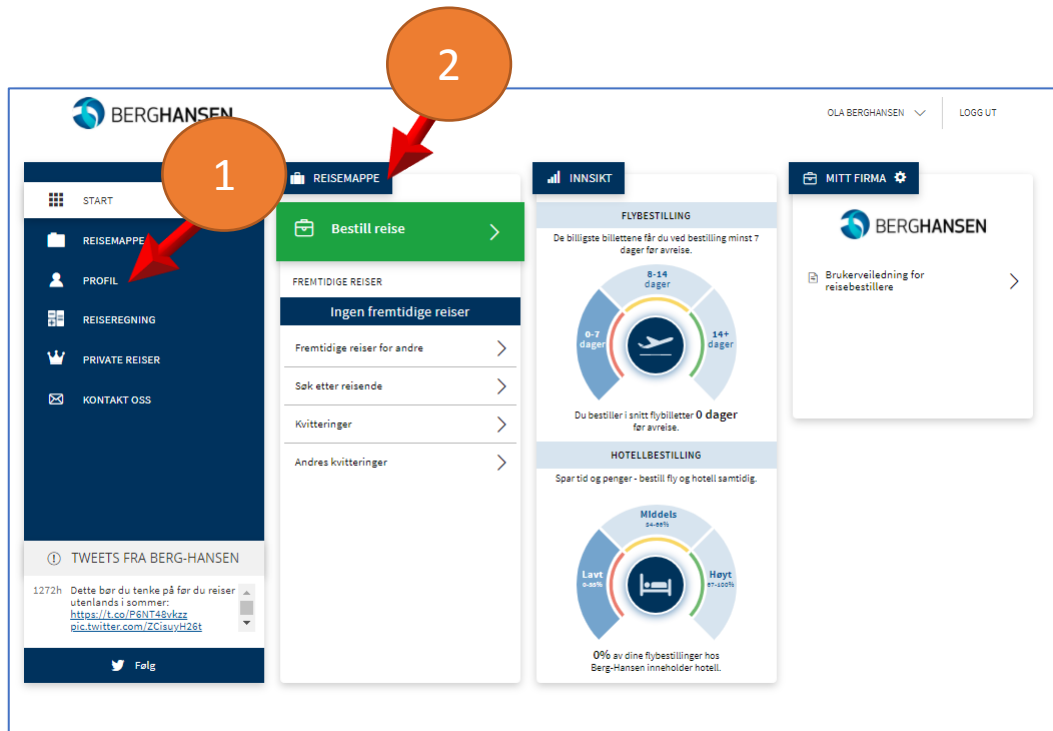 2
BERGHANSEN
OLA BERGHANSEN
LOGG UT
1
START
REISEMAPPE
PROFIL
REISEREGNING
PRIVATE REISER
KONTAKT OSS
TWEETS FRA BERG-HANSEN
1272h
Dette bør du tenke på før du reiser
utenlands i sommer:
https://t.co/P6NT48vkzz
pic.twitter.com/ZCisuyH26t
Følg
REISEMAPPE
Bestill reise
FREMTIDIGE REISER
Ingen fremtidige reiser
Fremtidige reiser for andre
Søk etter reisende
Kvitteringer
Andres kvitteringer
INNSIKT
FLYBESTILLING
De billigste billettene får du ved bestilling minst 7
dager før avreise.
8-14
dager
0-7
dager
14+
dager
Du bestiller i snitt flybilletter 0 dager
før avreise.
HOTELLBESTILLING
Spar tid og penger - bestill fly og hotell samtidig.
Middels
Lavt
Høyt
67-100%
0% av dine flybestillinger hos
Berg-Hansen inneholder hotell.
MITT FIRMA
BERGHANSEN
Brukerveiledning for
reisebestillere